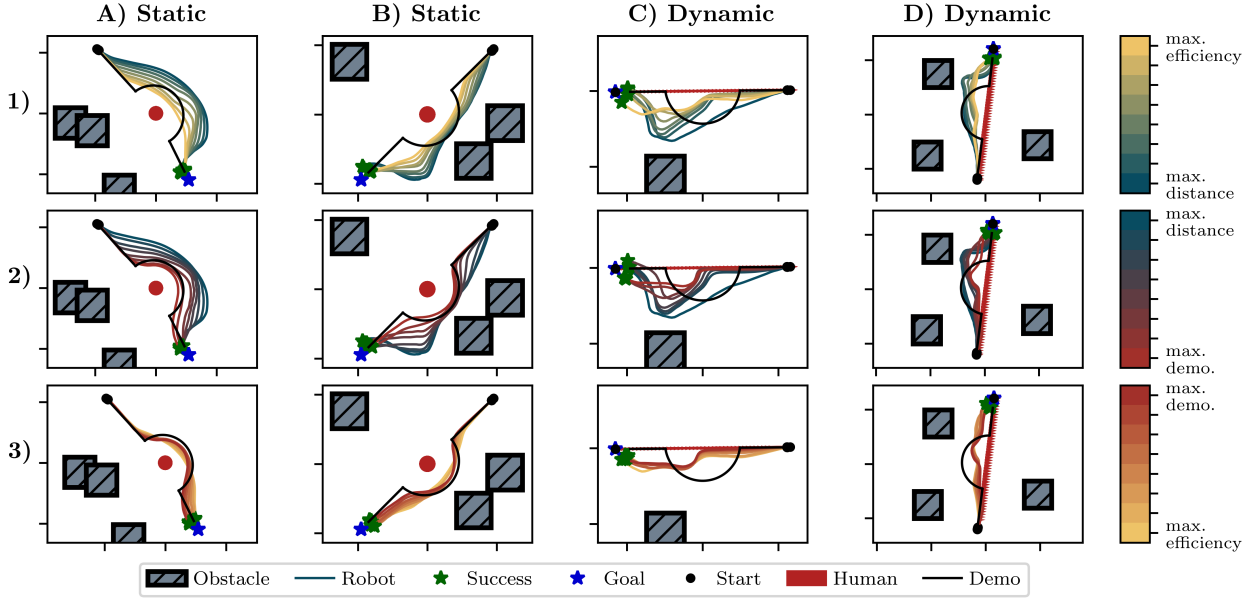 A) Static
B) Static
C) Dynamic
D) Dynamic
1)
max.
efficiency
max.
distance
2)
max.
distance
max.
demo.
3)
max.
demo.
max.
efficiency
Obstacle Robot Success Goal Start Human Demo